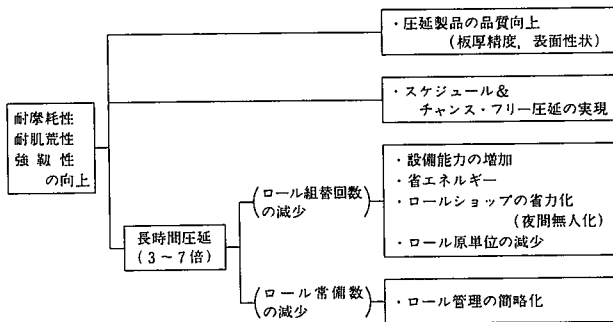 ・圧延製品の品質向上
(板厚精度，表面性状)
・スケジュール&
チャンス・フリー圧延の実現
耐摩耗性
耐肌荒性
強靱性
の向上
長時間圧延
(3～7倍)
(ロール組替回数
の減少)
・設備能力の増加
・省エネルギー
・ロールショップの省力化
(夜間無人化)
・ロール原単位の減少
(ロール常備数
の減少)
・ロール管理の簡略化